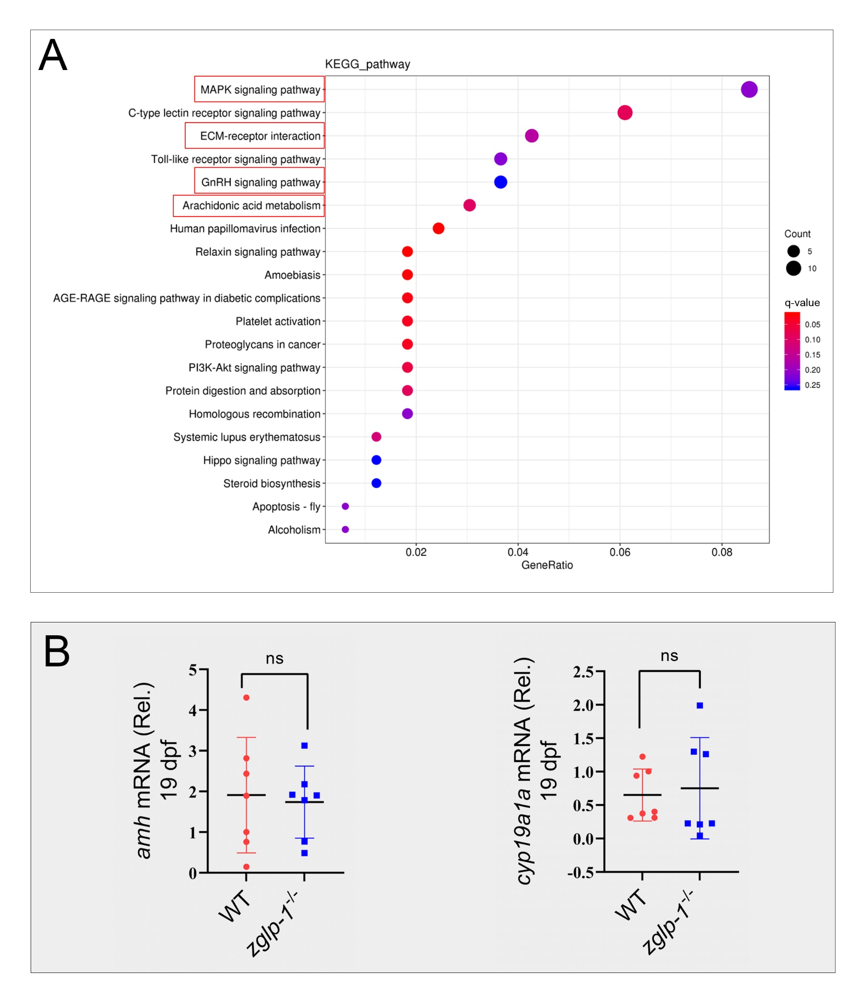 A
KEGG_pathway
MAPK signaling pathway
C-type lectin receptor signaling pathway
ECM-receptor interaction
Toll-like receptor signaling pathway
GnRH signaling pathway
Arachidonic acid metabolism
Human papillomavirus infection
Relaxin signaling pathway
Amoebiasis
AGE-RAGE signaling pathway in diabetic complications
Platelet activation
Proteoglycans in cancer
PI3K-Akt signaling pathway
Protein digestion and absorption
Homologous recombination
Systemic lupus erythematosus
Hippo signaling pathway
Steroid biosynthesis
Apoptosis - fly
Alcoholism
0.02 0.04 0.06 0.08
GeneRatio
Count
5
10
q-value
0.05
0.10
0.15
0.20
0.25
B
amh mRNA (Rel.)
19 dpf
ns
5
4
3
2
1
0
WT
zglp-1-/-
cyp19a1a mRNA (Rel.)
19 dpf
ns
2.5
2.0
1.5
1.0
0.5
0.0
-0.5
WT
zglp-1-/-